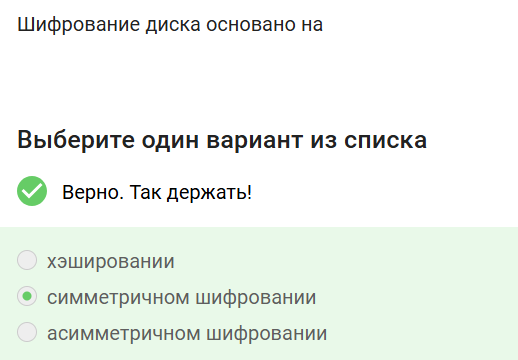 Шифрование диска основано на
Выберите один вариант из списка
Верно. Так держать!
хэшировании
симметричном шифровании
асимметричном шифровании